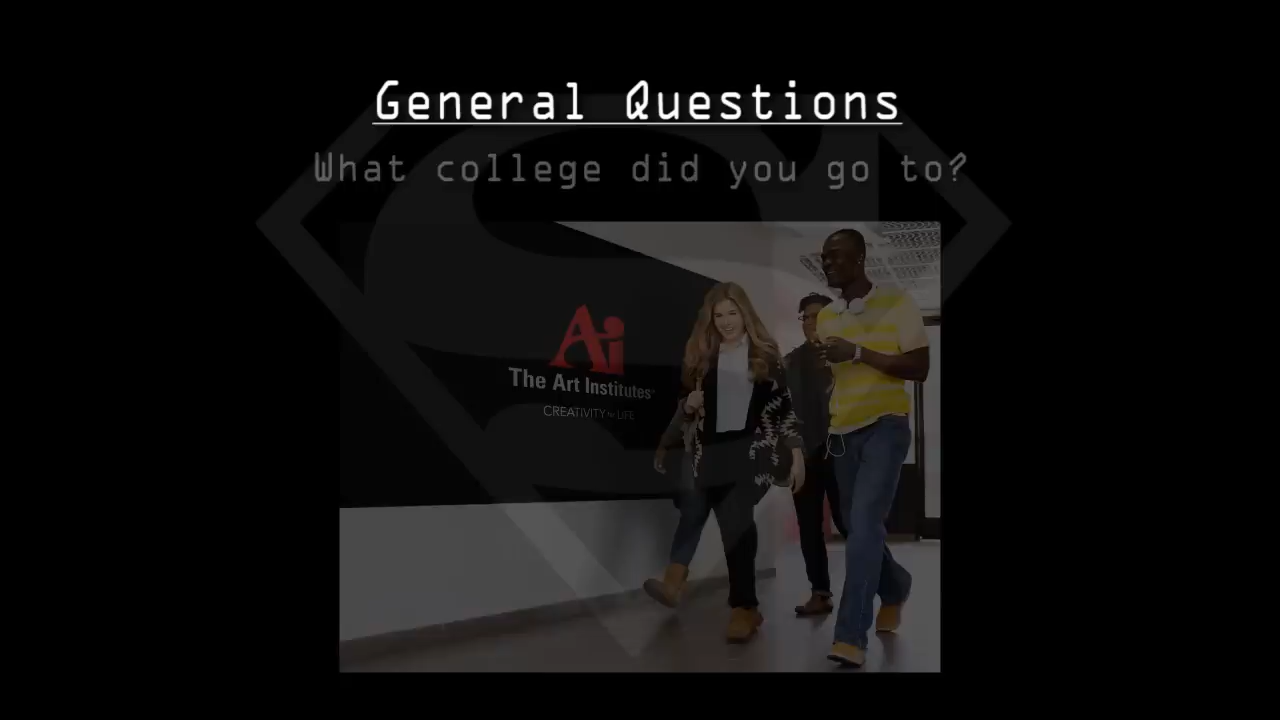 General Questions
What college did you go to?
Ai
The Art Institutes
CREATIVITY for LIFE